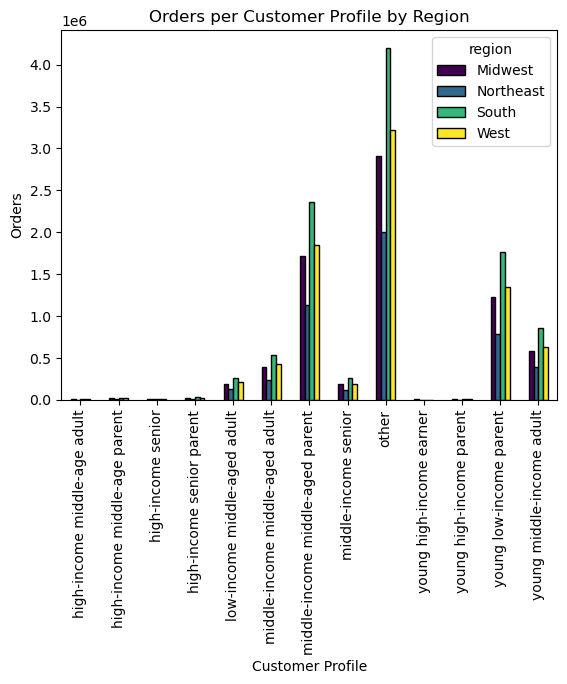 Orders per Customer Profile by Region
1e6
region
Midwest
Northeast
South
West
4.0
3.5
3.0
2.5
2.0
1.5
1.0
0.5
0.0
Orders
high-income middle-age adult
high-income middle-age parent
high-income senior
high-income senior parent
low-income middle-aged adult
middle-income middle-aged adult
middle-income middle-aged parent
middle-income senior
other
young high-income earner
young high-income parent
young low-income parent
young middle-income adult
Customer Profile